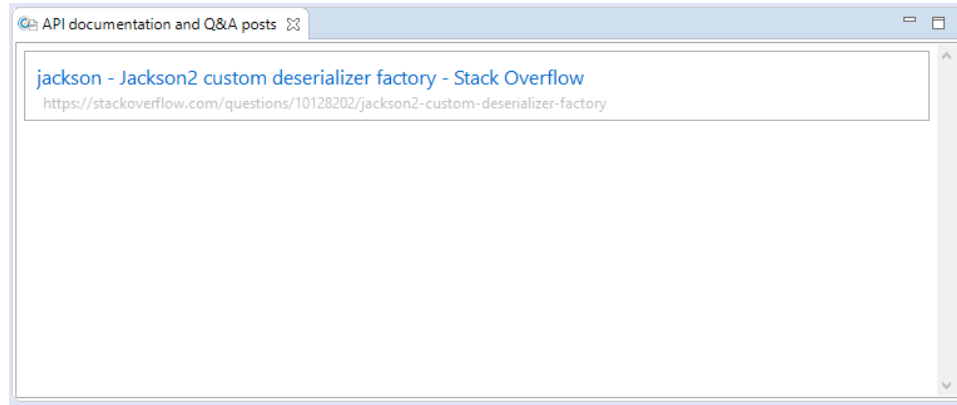 API documentation and Q&A posts
jackson - Jackson2 custom deserializer factory - Stack Overflow
https://stackoverflow.com/questions/10128202/jackson2-custom-deserializer-factory